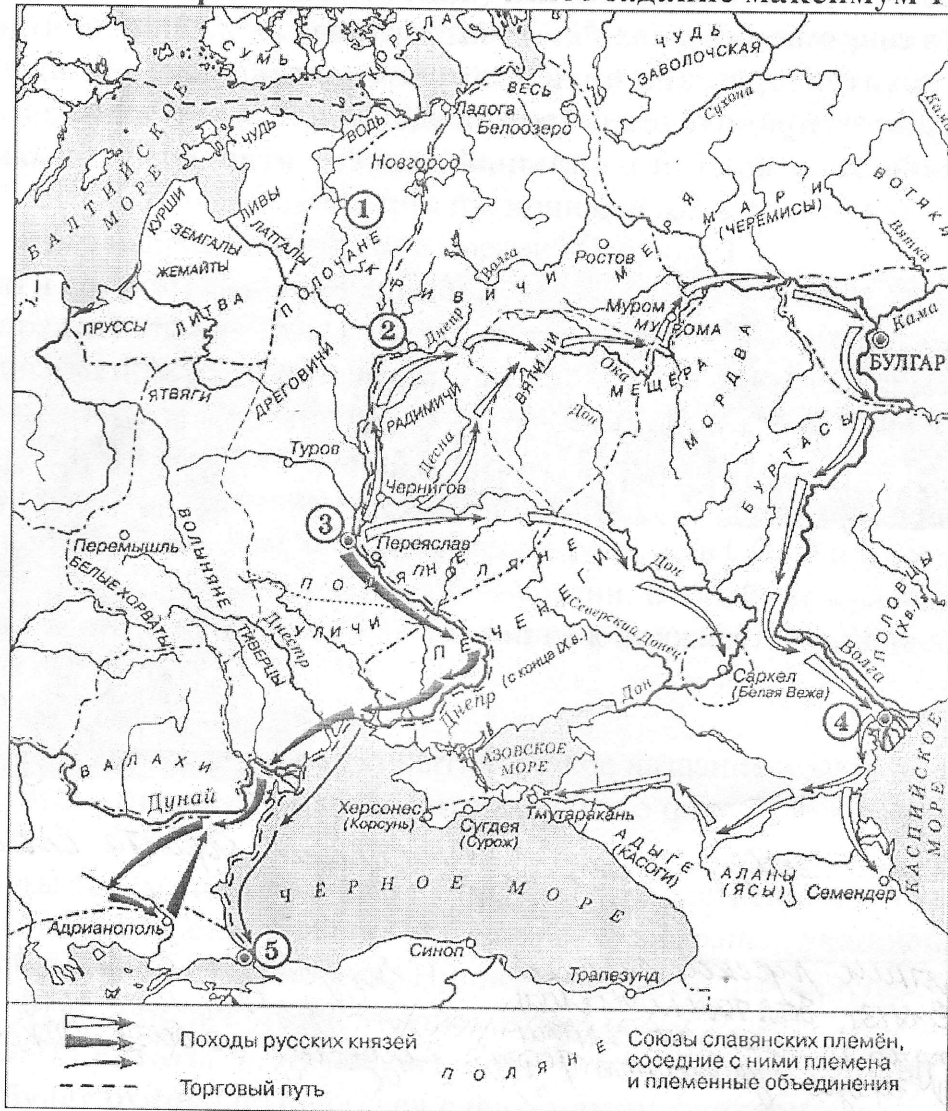 задание максимум
СУМЬ
КОРЕЛА
ЧУДЬ
ЗАВОЛОЧСКАЯ
ВЕСЬ
Ладога
Белоозеро
Сухона
ВОДЬ
ЧУДЬ
Новгород
БАЛТИЙСКОЕ
МОРЕ
ВОТЯКИ
Вятка
МАРИ
(ЧЕРЕМИСЫ)
МЕРЯ
Ростов
1
КУРШИ
ЛИВЫ
ЗЕМГАЛЫ
ЛАТГАЛЫ
ЖЕМАЙТЫ
ПОЛОЧАНЕ
КРИВИЧИ
Волга
Муром
МУРОМА
Кама
БУЛГАР
ЛИТВА
ПРУССЫ
2
Днепр
ЯТВЯГИ
ДРЕГОВИЧИ
РАДИМИЧИ
ВЯТИЧИ
Ока
МЕЩЕРА
МОРДВА
Дон
Десна
БУРТАСЫ
Туров
Чернигов
3
Переяслав
Перемышль
ВОЛЫНЯНЕ
БЕЛЫЕ ХОРВАТЫ
ТИВЕРЦЫ
ПОЛЯНЕ
УЛИЧИ
Днестр
ПЕЧЕНЕГИ
(с конца IX в.)
Днепр
Дон
Северский Донец
ПОЛОВЦЫ
(X в.)
Волга
Саркел
(Белая Вежа)
Дон
4
ВАЛАХИ
Дунай
АЗОВСКОЕ
МОРЕ
Херсонес
(Корсунь)
Сугдея
(Сурож)
Тмутаракань
АДЫГЕ
(КАСОГИ)
АЛАНЫ
(ЯСЫ)
Семендер
КАСПИЙСКОЕ
МОРЕ
ЧЕРНОЕ МОРЕ
Адрианополь
5
Синоп
Трапезунд
Походы русских князей
Торговый путь
ПОЛЯНЕ
Союзы славянских племён,
соседние с ними племена
и племенные объединения